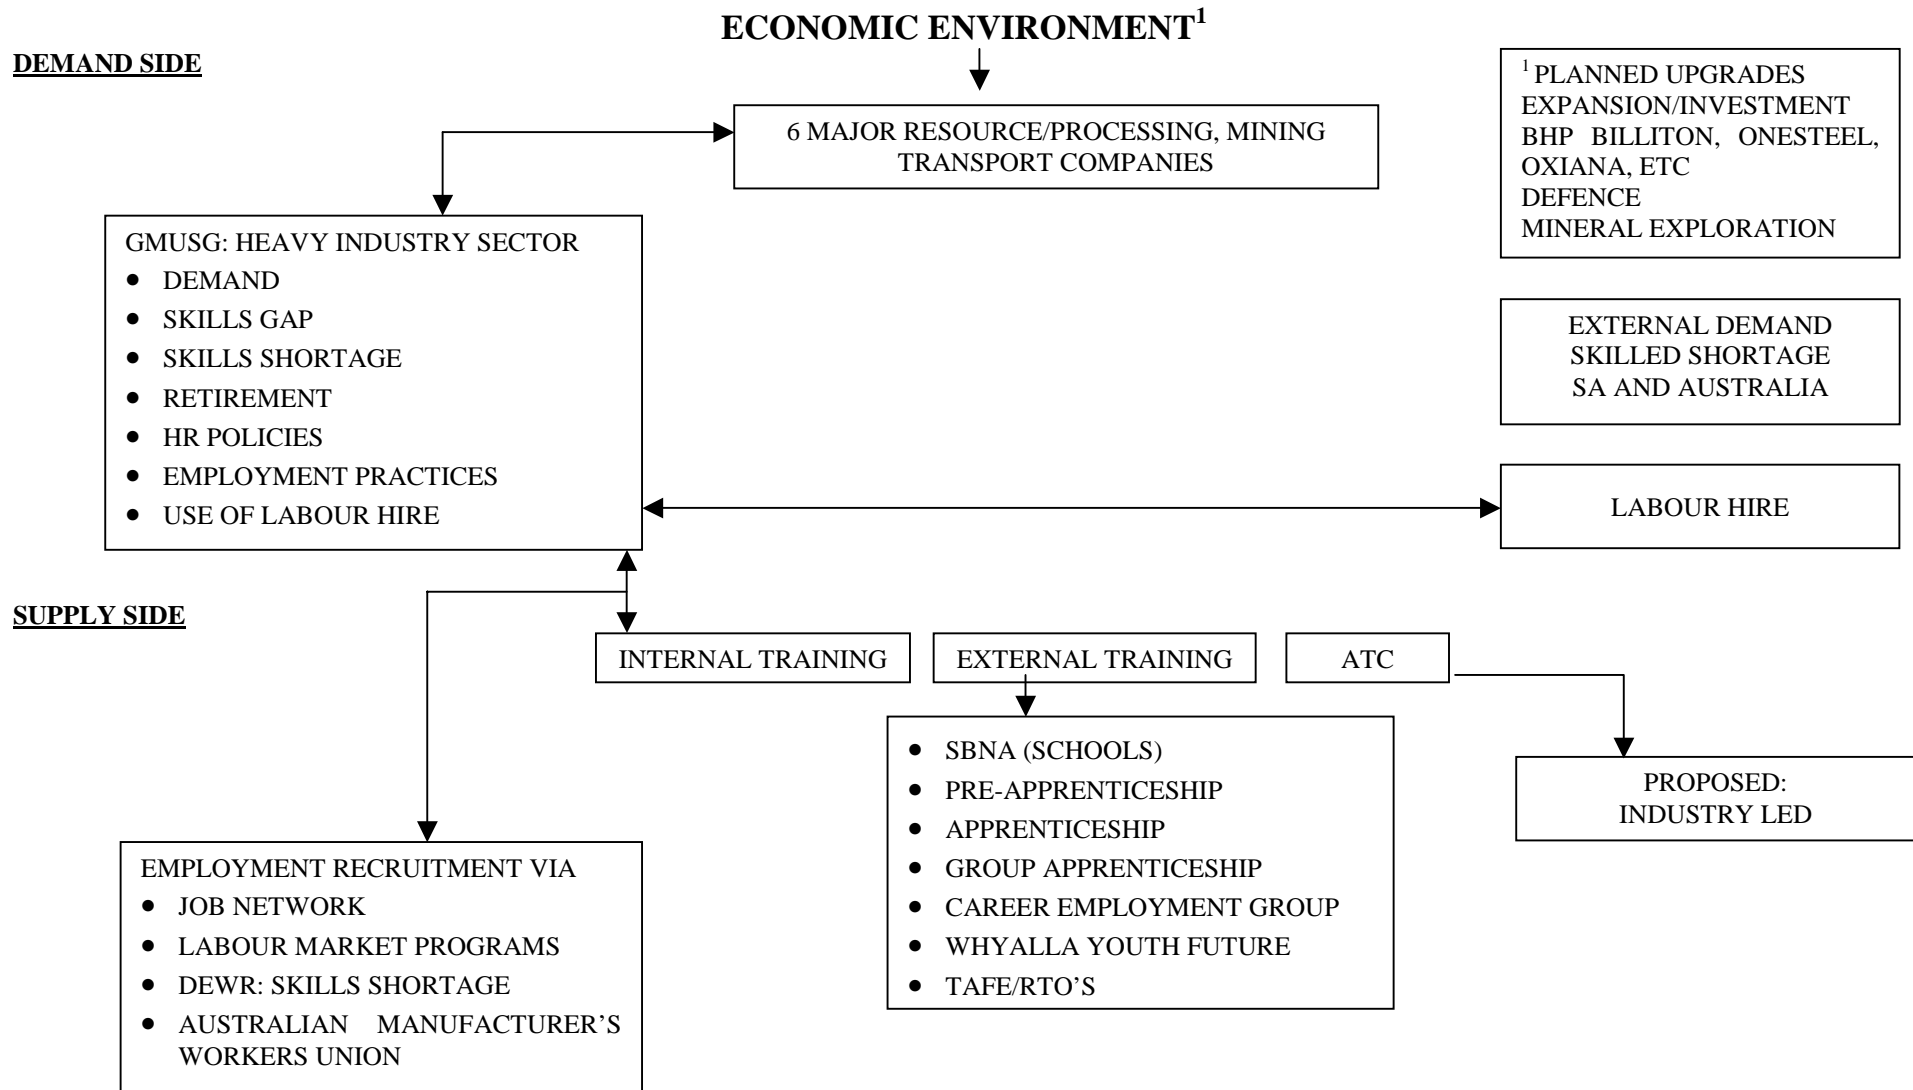 ECONOMIC ENVIRONMENT1
DEMAND SIDE
1 PLANNED UPGRADES
EXPANSION/INVESTMENT
BHP BILLITON, ONESTEEL,
OXIANA, ETC
DEFENCE
MINERAL EXPLORATION
6 MAJOR RESOURCE/PROCESSING, MINING
TRANSPORT COMPANIES
GMUSG: HEAVY INDUSTRY SECTOR
• DEMAND
• SKILLS GAP
• SKILLS SHORTAGE
• RETIREMENT
• HR POLICIES
• EMPLOYMENT PRACTICES
• USE OF LABOUR HIRE
EXTERNAL DEMAND
SKILLED SHORTAGE
SA AND AUSTRALIA
LABOUR HIRE
SUPPLY SIDE
INTERNAL TRAINING
EXTERNAL TRAINING
ATC
• SBNA (SCHOOLS)
• PRE-APPRENTICESHIP
• APPRENTICESHIP
• GROUP APPRENTICESHIP
• CAREER EMPLOYMENT GROUP
• WHYALLA YOUTH FUTURE
• TAFE/RTO'S
PROPOSED:
INDUSTRY LED
EMPLOYMENT RECRUITMENT VIA
• JOB NETWORK
• LABOUR MARKET PROGRAMS
• DEWR: SKILLS SHORTAGE
• AUSTRALIAN MANUFACTURER'S
WORKERS UNION